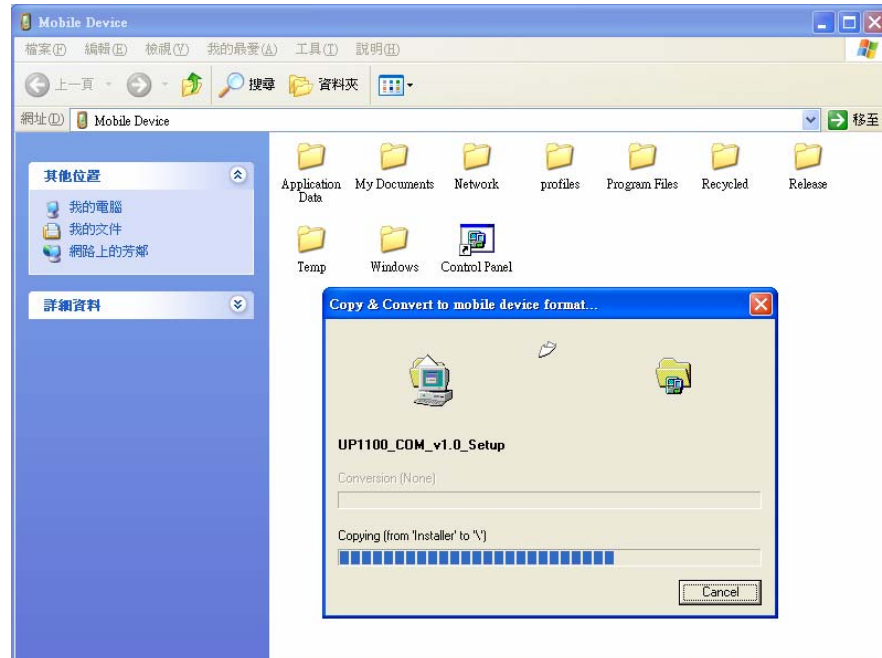 Mobile Device
檔案(F) 編輯(E) 檢視(V) 我的最愛(A) 工具(T) 說明(H)
上一頁 搜尋 資料夾
網址(D) Mobile Device 移至
其他位置
我的電腦
我的文件
網路上的芳鄰
詳細資料
Application Data
My Documents
Network
profiles
Program Files
Recycled
Release
Temp
Windows
Control Panel
Copy & Convert to mobile device format...
UP1100_COM_v1.0_Setup
Conversion (None)
Copying (from 'Installer' to '\')
Cancel